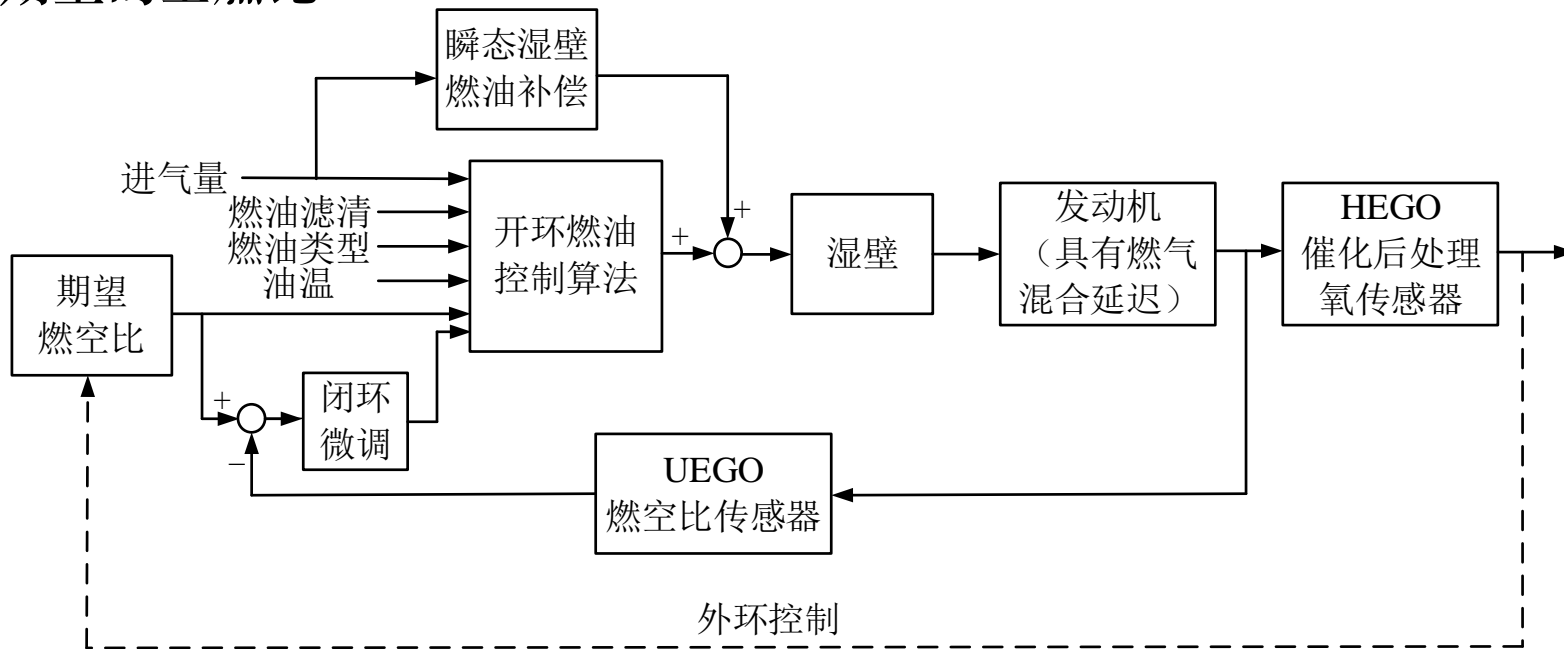 瞬态湿壁
燃油补偿
进气量
燃油滤清
燃油类型
油温
开环燃油
控制算法
+
+
湿壁
发动机
（具有燃气
混合延迟）
HEGO
催化后处理
氧传感器
期望
燃空比
+
−
闭环
微调
UEGO
燃空比传感器
外环控制